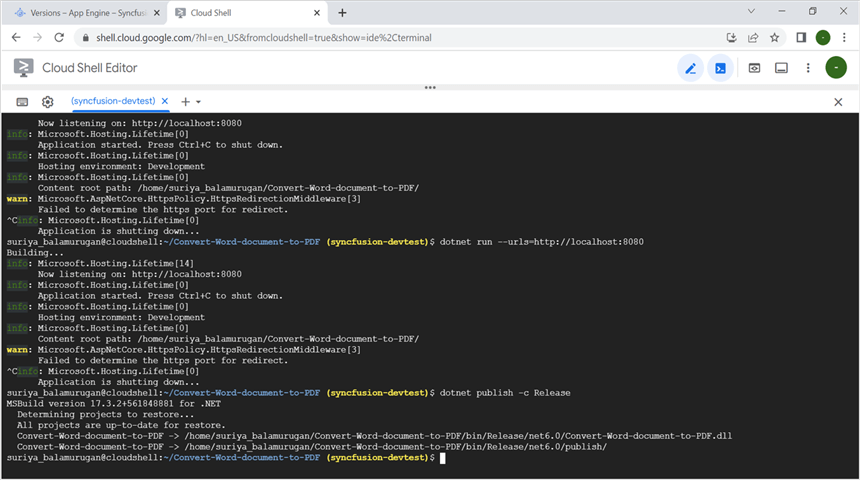 Versions – App Engine – Syncfusi
Cloud Shell
shell.cloud.google.com/?hl=en_US&fromcloudshell=true&show=ide%2Cterminal
Cloud Shell Editor
(syncfusion-devtest)
Now listening on: http://localhost:8080
info: Microsoft.Hosting.Lifetime[0]
Application started. Press Ctrl+C to shut down.
info: Microsoft.Hosting.Lifetime[0]
Hosting environment: Development
info: Microsoft.Hosting.Lifetime[0]
Content root path: /home/suriya_balamurugan/Convert-Word-document-to-PDF/
warn: Microsoft.AspNetCore.HttpsPolicy.HttpsRedirectionMiddleware[3]
Failed to determine the https port for redirect.
^Cinfo: Microsoft.Hosting.Lifetime[0]
Application is shutting down...
suriya_balamurugan@cloudshell:~/Convert-Word-document-to-PDF (syncfusion-devtest)$ dotnet run --urls=http://localhost:8080
Building...
info: Microsoft.Hosting.Lifetime[14]
Now listening on: http://localhost:8080
info: Microsoft.Hosting.Lifetime[0]
Application started. Press Ctrl+C to shut down.
info: Microsoft.Hosting.Lifetime[0]
Hosting environment: Development
info: Microsoft.Hosting.Lifetime[0]
Content root path: /home/suriya_balamurugan/Convert-Word-document-to-PDF/
warn: Microsoft.AspNetCore.HttpsPolicy.HttpsRedirectionMiddleware[3]
Failed to determine the https port for redirect.
^Cinfo: Microsoft.Hosting.Lifetime[0]
Application is shutting down...
suriya_balamurugan@cloudshell:~/Convert-Word-document-to-PDF (syncfusion-devtest)$ dotnet publish -c Release
MSBuild version 17.3.2+561848881 for .NET
Determining projects to restore...
All projects are up-to-date for restore.
Convert-Word-document-to-PDF -> /home/suriya_balamurugan/Convert-Word-document-to-PDF/bin/Release/net6.0/Convert-Word-document-to-PDF.dll
Convert-Word-document-to-PDF -> /home/suriya_balamurugan/Convert-Word-document-to-PDF/bin/Release/net6.0/publish/
suriya_balamurugan@cloudshell:~/Convert-Word-document-to-PDF (syncfusion-devtest)$